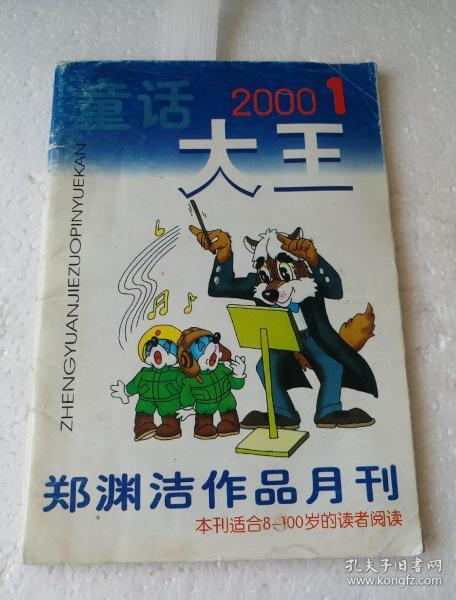 童话
2000 1
大王
ZHENGYUANJIEZUOPINYUEKAN
郑渊洁作品月刊
本刊适合8—100岁的读者阅读
孔夫子旧书网
www.kongfz.com